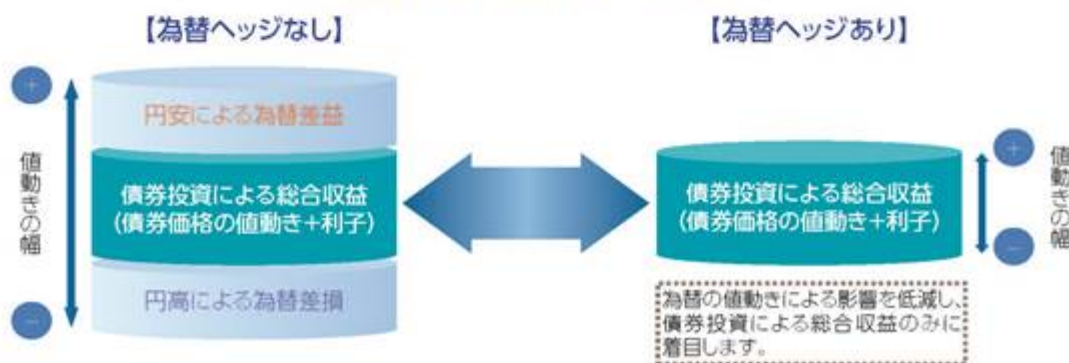 【為替ヘッジなし】
【為替ヘッジあり】
+
円安による為替差益
債券投資による総合収益
(債券価格の値動き+利子)
円高による為替差損
値動きの幅
−
債券投資による総合収益
(債券価格の値動き+利子)
+
値動きの幅
−
為替の値動きによる影響を低減し、
債券投資による総合収益のみに
着目します。